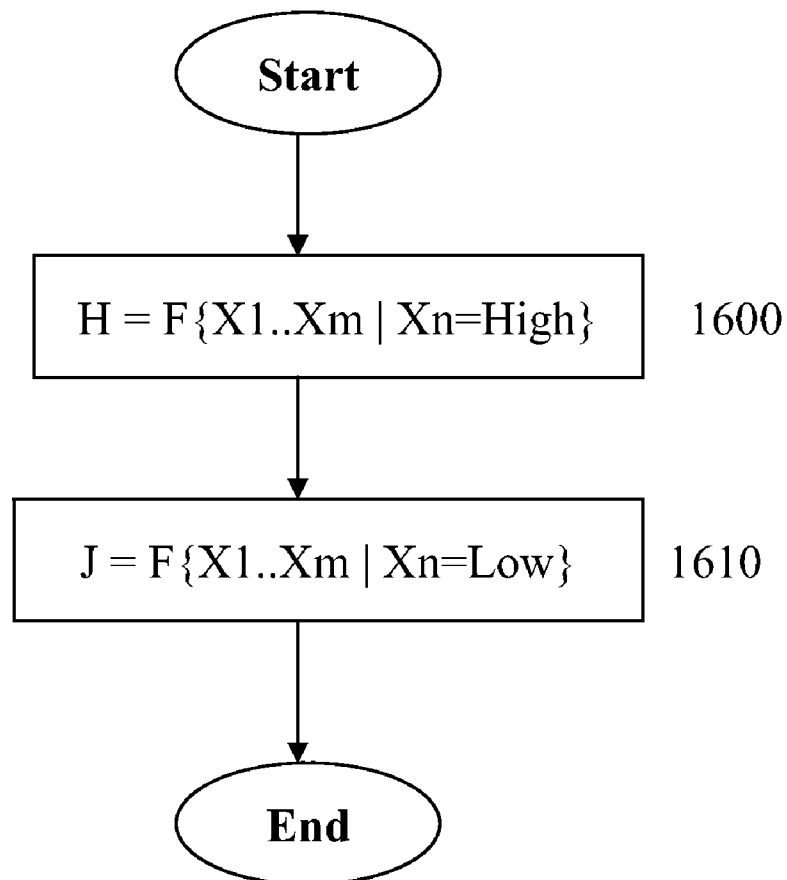 Start
H = F{X1..Xm | Xn=High} 1600
J = F{X1..Xm | Xn=Low} 1610
End